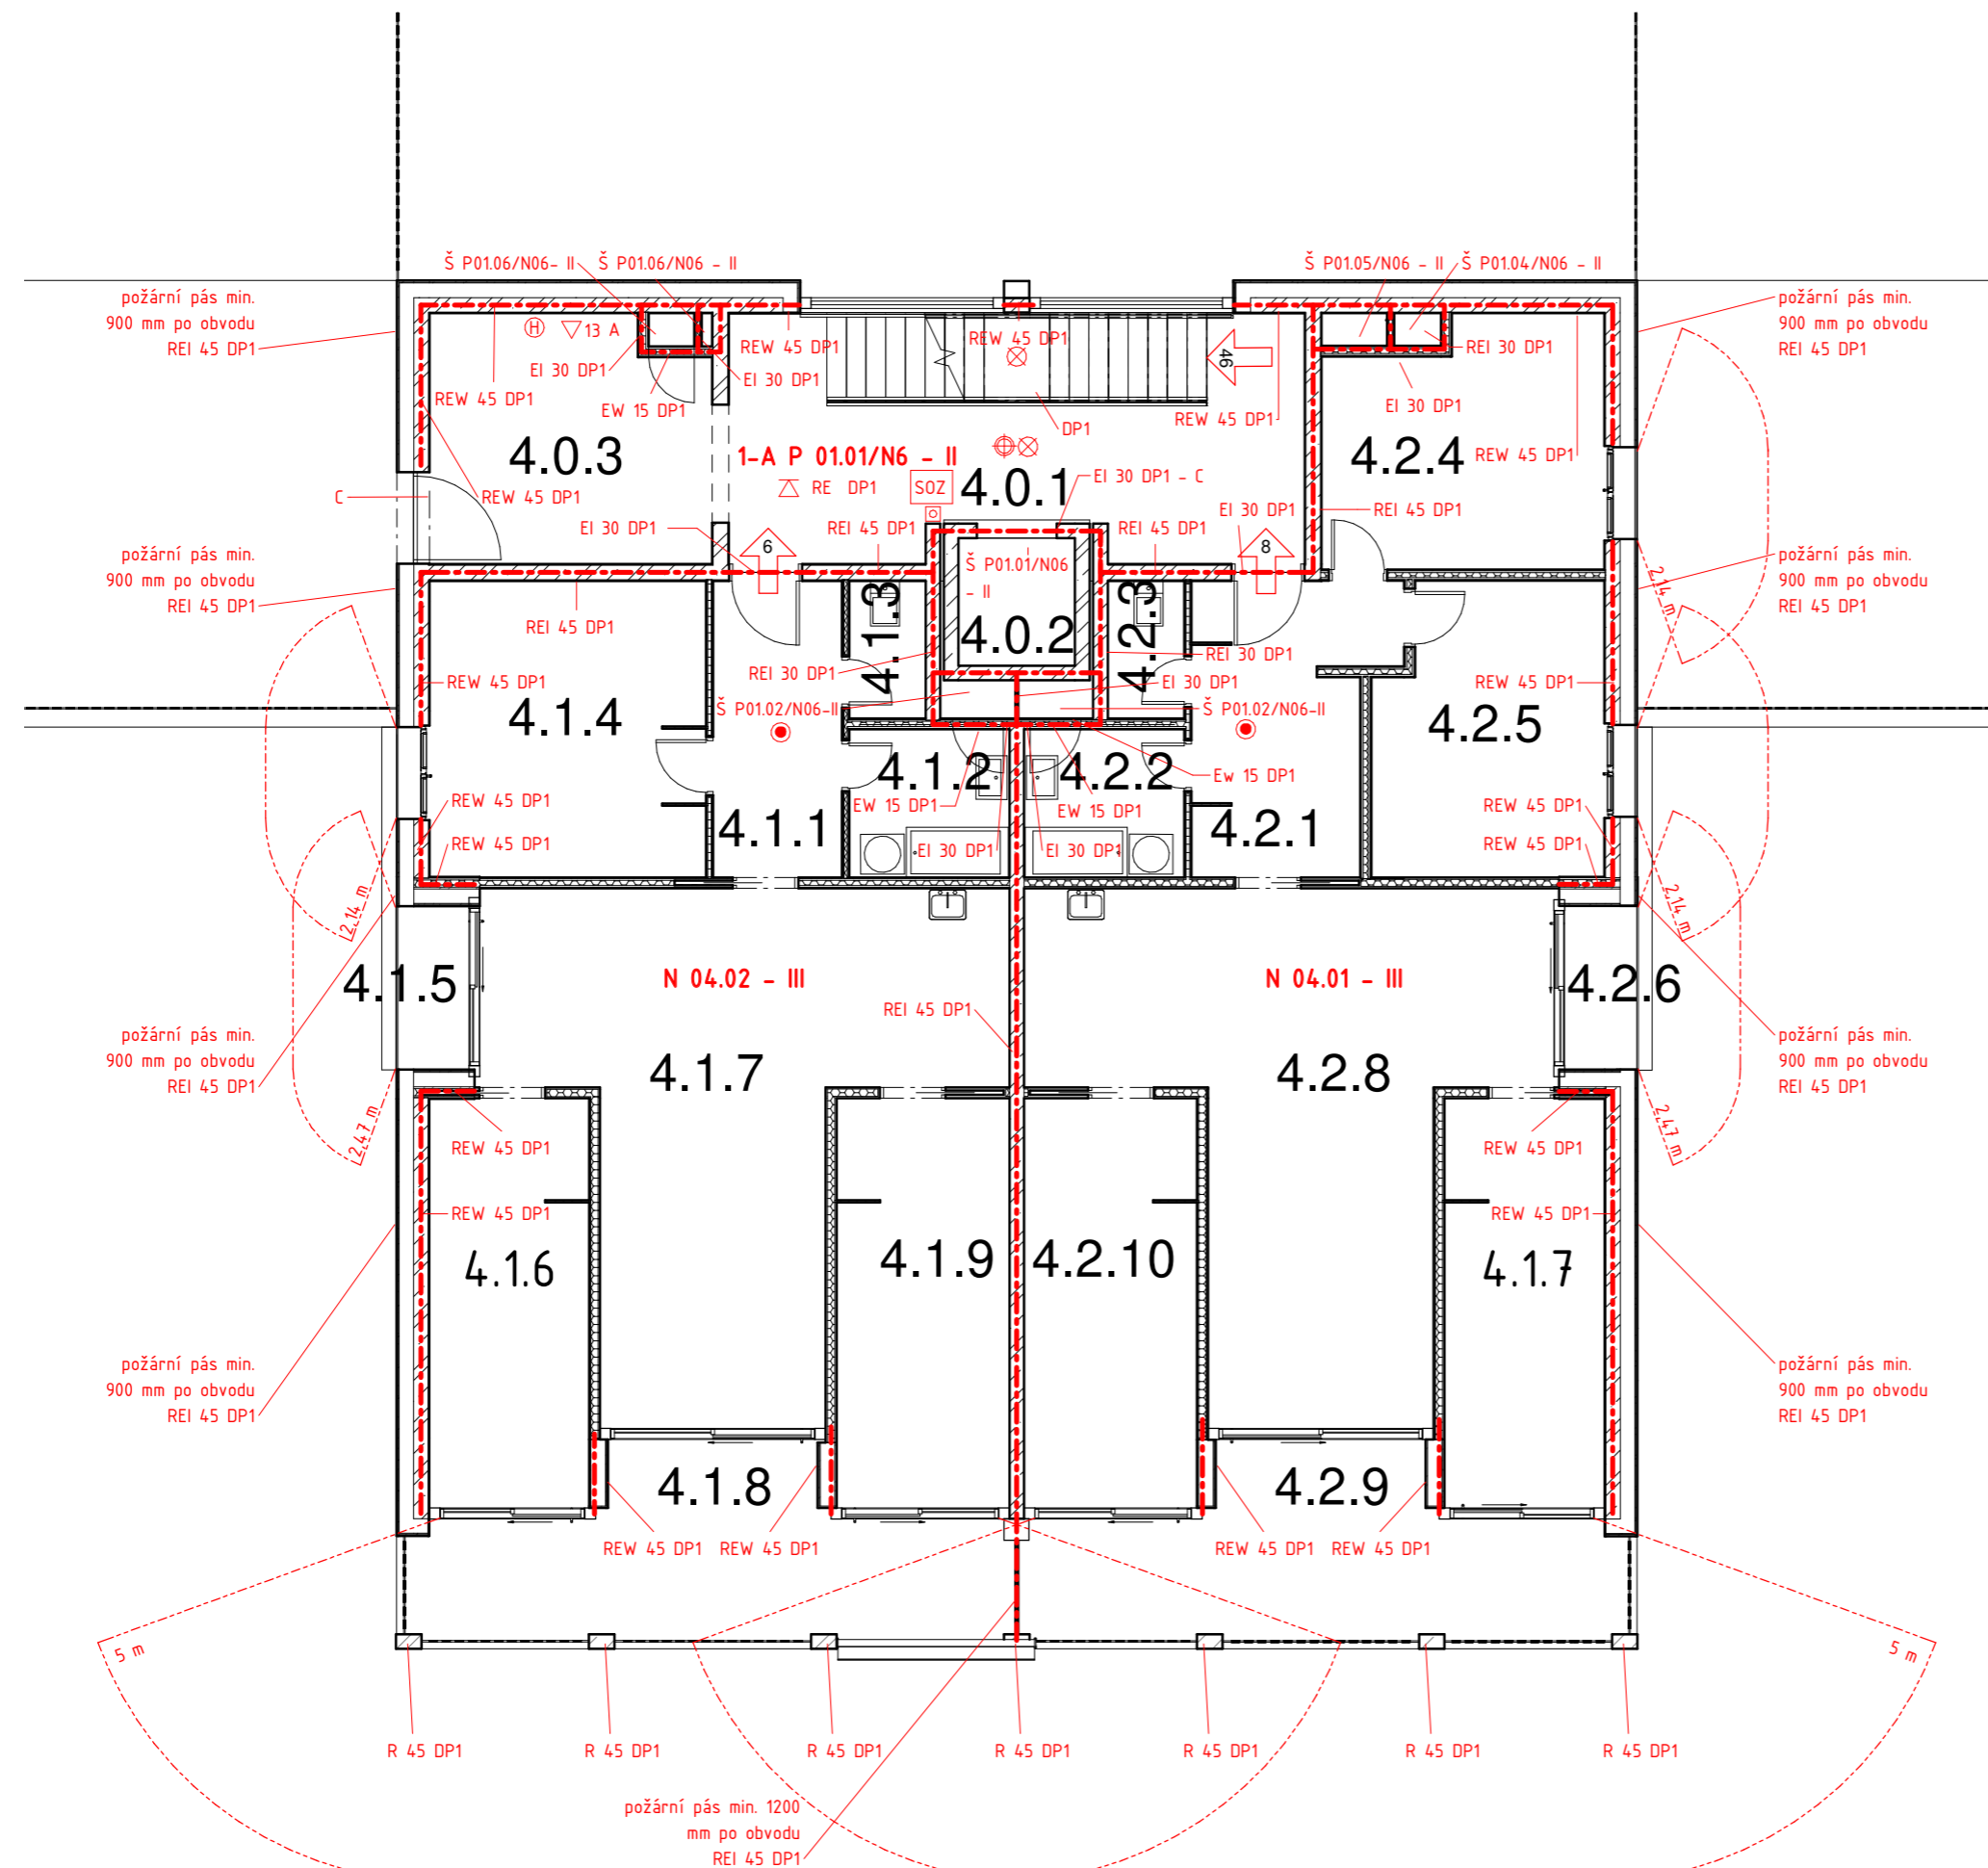 Š P01.06/N06- II
Š P01.06/N06 - II
Š P01.05/N06 - II
Š P01.04/N06 - II
požární pás min.
900 mm po obvodu
REI 45 DP1
požární pás min.
900 mm po obvodu
REI 45 DP1
H
13 A
REW 45 DP1
REW 45 DP1
REI 30 DP1
EI 30 DP1
EI 30 DP1
46
REW 45 DP1
EW 15 DP1
EI 30 DP1
REW 45 DP1
DP1
4.0.3
1-A P 01.01/N6 - II
4.2.4
REW 45 DP1
RE DP1
SOZ
4.0.1
EI 30 DP1 - C
C
REW 45 DP1
EI 30 DP1
REI 45 DP1
REI 45 DP1
EI 30 DP1
REI 45 DP1
požární pás min.
900 mm po obvodu
REI 45 DP1
6
8
požární pás min.
900 mm po obvodu
REI 45 DP1
2.14 m
Š P01.01/N06
- II
4.1.3
4.0.2
4.2.3
REI 45 DP1
REI 30 DP1
REI 30 DP1
REW 45 DP1
EI 30 DP1
REW 45 DP1
4.1.4
Š P01.02/N06-II
Š P01.02/N06-II
4.2.5
4.1.2
4.2.2
Ew 15 DP1
REW 45 DP1
EW 15 DP1
EW 15 DP1
REW 45 DP1
4.1.1
4.2.1
REW 45 DP1
EI 30 DP1
EI 30 DP1
REW 45 DP1
2.14 m
2.14 m
4.1.5
N 04.02 - III
N 04.01 - III
4.2.6
REI 45 DP1
požární pás min.
900 mm po obvodu
REI 45 DP1
4.1.7
4.2.8
požární pás min.
900 mm po obvodu
REI 45 DP1
2.47 m
2.47 m
REW 45 DP1
REW 45 DP1
REW 45 DP1
REW 45 DP1
4.1.6
4.1.9
4.2.10
4.1.7
požární pás min.
900 mm po obvodu
REI 45 DP1
požární pás min.
900 mm po obvodu
REI 45 DP1
4.1.8
4.2.9
REW 45 DP1
REW 45 DP1
REW 45 DP1
REW 45 DP1
5 m
5 m
R 45 DP1
R 45 DP1
R 45 DP1
R 45 DP1
R 45 DP1
R 45 DP1
R 45 DP1
požární pás min. 1200
mm po obvodu
REI 45 DP1